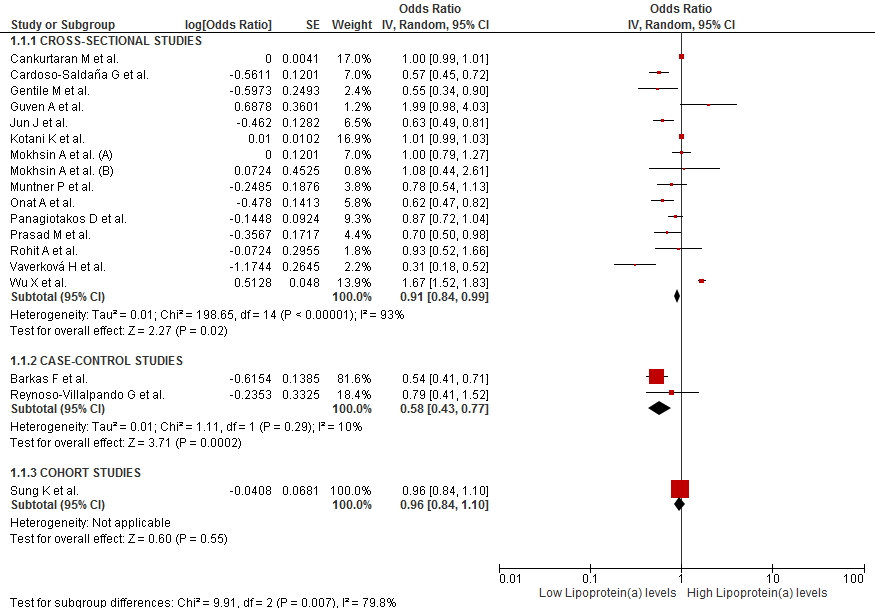 Odds Ratio Odds Ratio
Study or Subgroup log[Odds Ratio] SE Weight IV, Random, 95% CI IV, Random, 95% CI
1.1.1 CROSS-SECTIONAL STUDIES
Cankurtaran M et al. 0 0.0041 17.0% 1.00 [0.99, 1.01]
Cardoso-Saldaña G et al. -0.5611 0.1201 7.0% 0.57 [0.45, 0.72]
Gentile M et al. -0.5973 0.2493 2.4% 0.55 [0.34, 0.90]
Guven A et al. 0.6878 0.3601 1.2% 1.99 [0.98, 4.03]
Jun J et al. -0.462 0.1282 6.5% 0.63 [0.49, 0.81]
Kotani K et al. 0.01 0.0102 16.9% 1.01 [0.99, 1.03]
Mokhsin A et al. (A) 0 0.1201 7.0% 1.00 [0.79, 1.27]
Mokhsin A et al. (B) 0.0724 0.4525 0.8% 1.08 [0.44, 2.61]
Muntner P et al. -0.2485 0.1876 3.8% 0.78 [0.54, 1.13]
Onat A et al. -0.478 0.1413 5.8% 0.62 [0.47, 0.82]
Panagiotakos D et al. -0.1448 0.0924 9.3% 0.87 [0.72, 1.04]
Prasad M et al. -0.3567 0.1717 4.4% 0.70 [0.50, 0.98]
Rohit A et al. -0.0724 0.2955 1.8% 0.93 [0.52, 1.66]
Vaverková H et al. -1.1744 0.2645 2.2% 0.31 [0.18, 0.52]
Wu X et al. 0.5128 0.048 13.9% 1.67 [1.52, 1.83]
Subtotal (95% CI) 100.0% 0.91 [0.84, 0.99]
Heterogeneity: Tau² = 0.01; Chi² = 198.65, df = 14 (P < 0.00001); I² = 93%
Test for overall effect: Z = 2.27 (P = 0.02)
1.1.2 CASE-CONTROL STUDIES
Barkas F et al. -0.6154 0.1385 81.6% 0.54 [0.41, 0.71]
Reynoso-Villalpando G et al. -0.2353 0.3325 18.4% 0.79 [0.41, 1.52]
Subtotal (95% CI) 100.0% 0.58 [0.43, 0.77]
Heterogeneity: Tau² = 0.01; Chi² = 1.11, df = 1 (P = 0.29); I² = 10%
Test for overall effect: Z = 3.71 (P = 0.0002)
1.1.3 COHORT STUDIES
Sung K et al. -0.0408 0.0681 100.0% 0.96 [0.84, 1.10]
Subtotal (95% CI) 100.0% 0.96 [0.84, 1.10]
Heterogeneity: Not applicable
Test for overall effect: Z = 0.60 (P = 0.55)
0.01 0.1 1 10 100
Low Lipoprotein(a) levels High Lipoprotein(a) levels
Test for subgroup differences: Chi² = 9.91, df = 2 (P = 0.007), I² = 79.8%